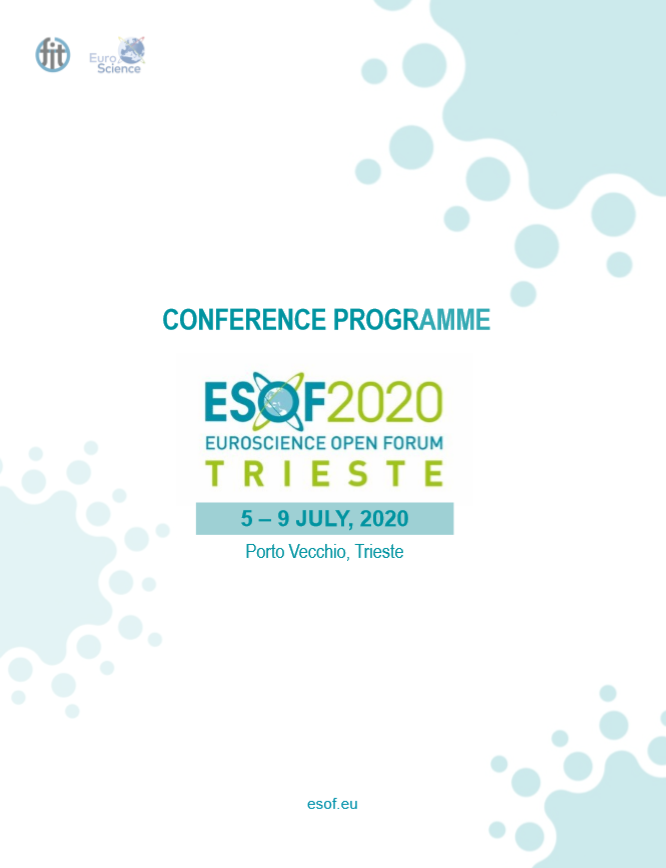 fit
Euro
Science
CONFERENCE PROGRAMME
ESOF2020
EUROSCIENCE OPEN FORUM
TRIESTE
5 – 9 JULY, 2020
Porto Vecchio, Trieste
esof.eu